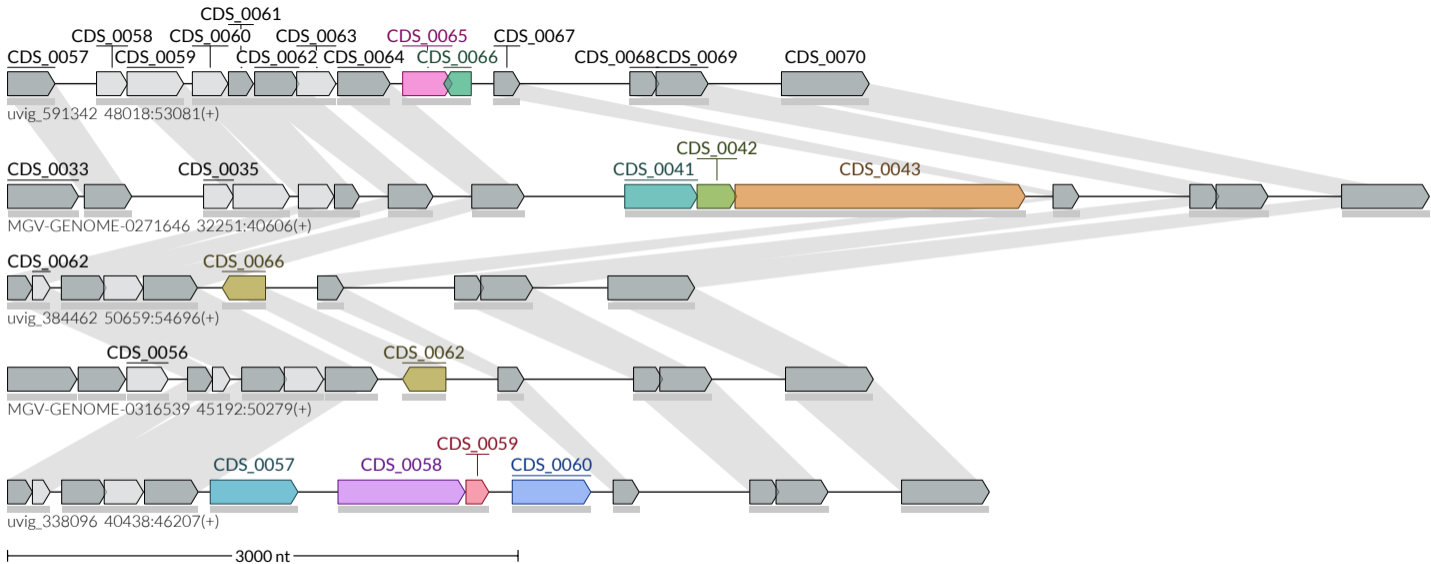 CDS_0061
CDS_0058 CDS_0060 CDS_0063 CDS_0065 CDS_0067
CDS_0057 CDS_0059 CDS_0062 CDS_0064 CDS_0066 CDS_0068 CDS_0069 CDS_0070
uvig_591342 48018:53081(+)
CDS_0042
CDS_0033 CDS_0035 CDS_0041 CDS_0043
MGV-GENOME-0271646 32251:40606(+)
CDS_0062 CDS_0066
uvig_384462 50659:54696(+)
CDS_0056 CDS_0062
MGV-GENOME-0316539 45192:50279(+)
CDS_0059
CDS_0057 CDS_0058 CDS_0060
uvig_338096 40438:46207(+)
3000 nt